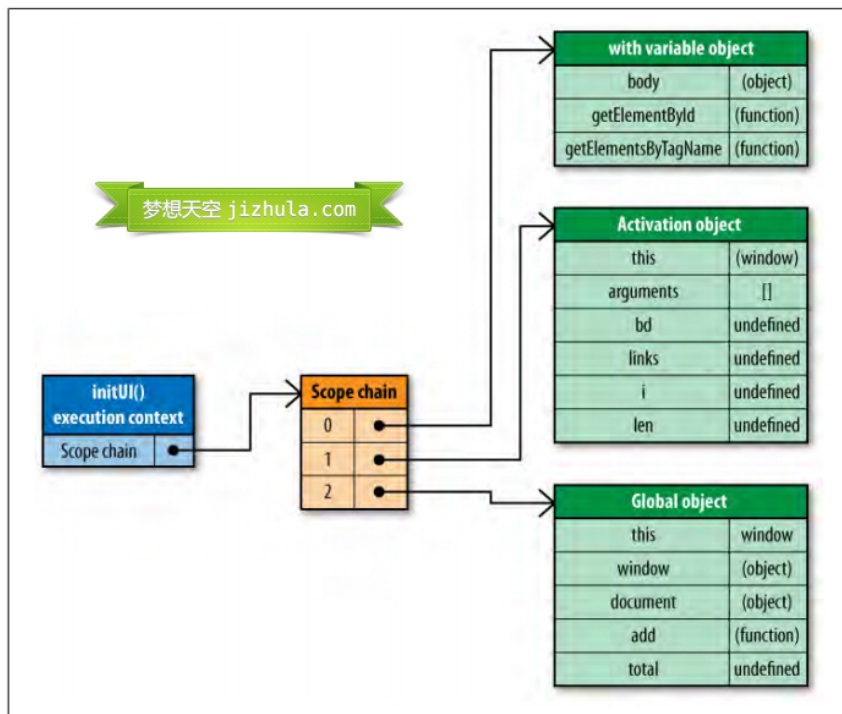 with variable object
body (object)
getElementById (function)
getElementsByTagName (function)
梦想天空 jizhula.com
Activation object
this (window)
arguments []
bd undefined
links undefined
i undefined
len undefined
initUI()
execution context
Scope chain
Scope chain
0
1
2
Global object
this window
window (object)
document (object)
add (function)
total undefined